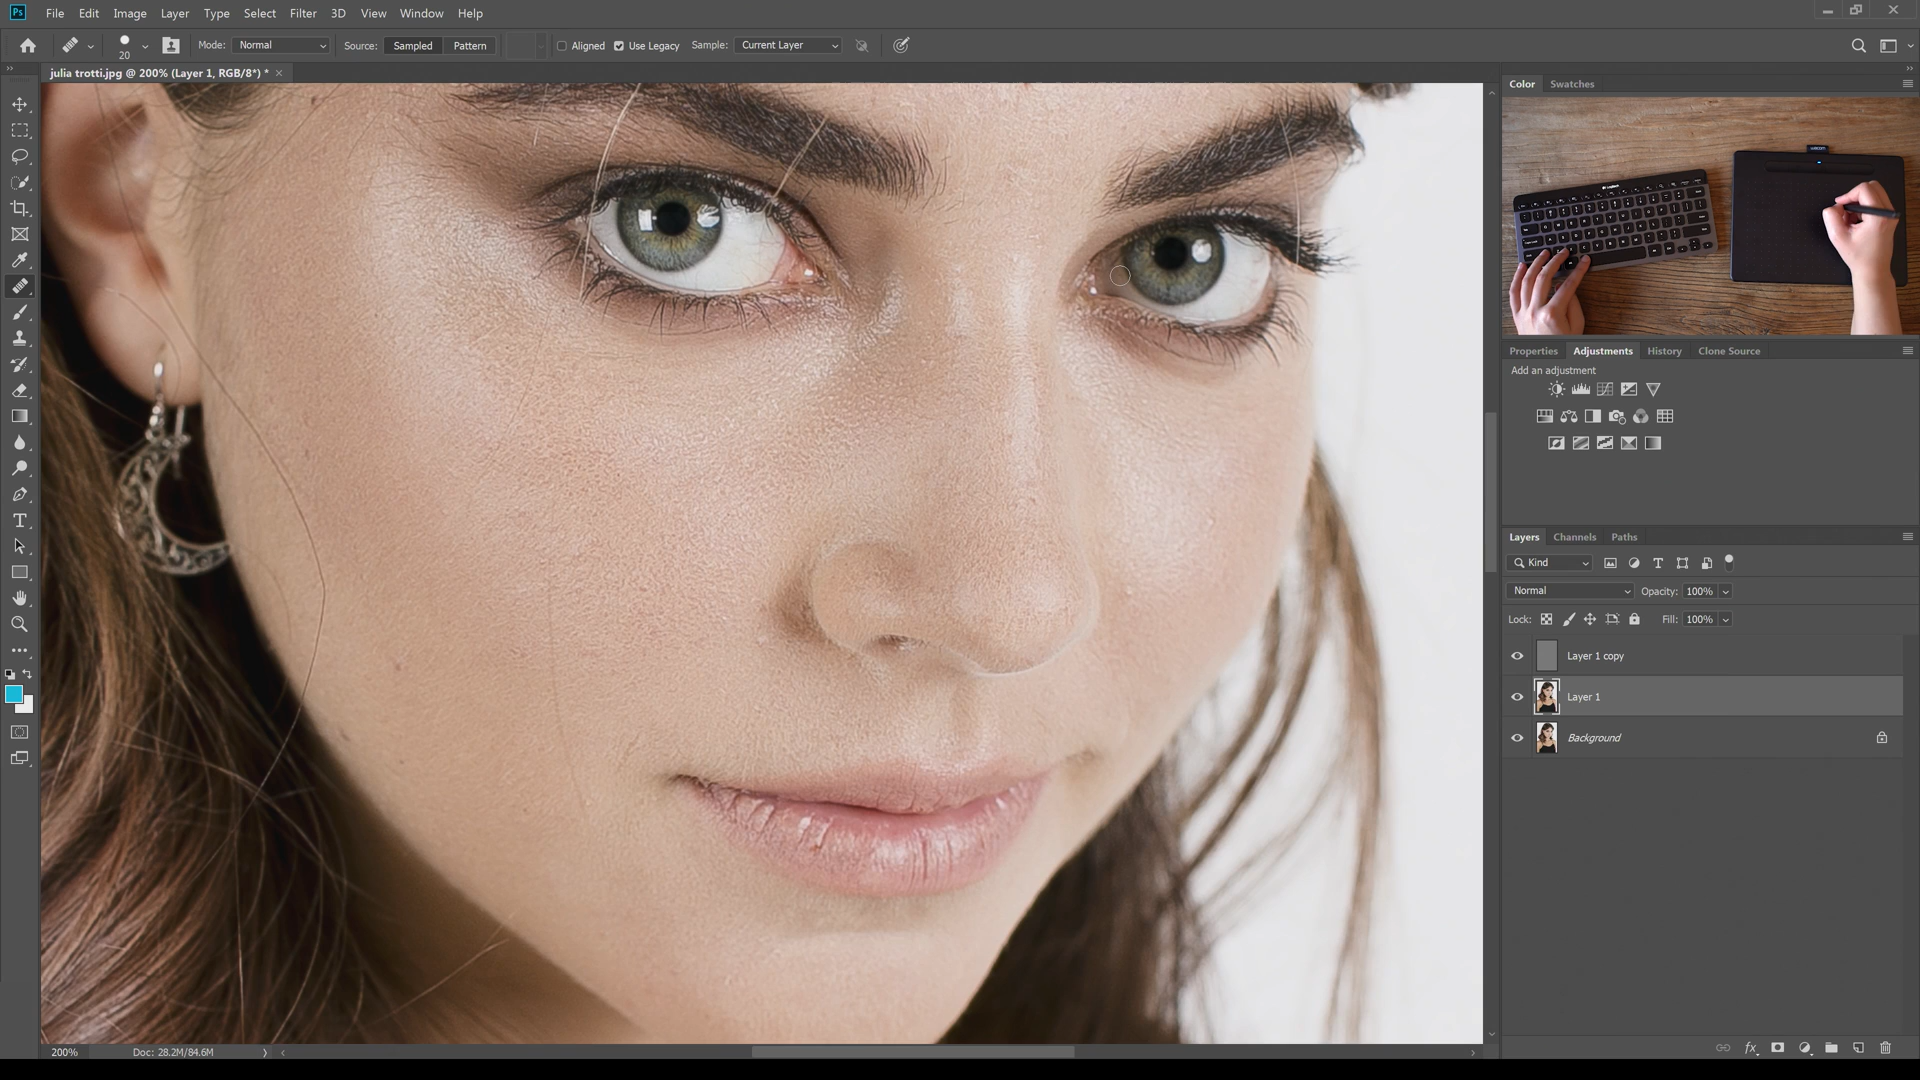 Ps File Edit Image Layer Type Select Filter 3D View Window Help
20 Mode: Normal Source: Sampled Pattern Aligned Use Legacy Sample: Current Layer
julia trotti.jpg @ 200% (Layer 1, RGB/8*) * ×
Color Swatches
Properties Adjustments History Clone Source
Add an adjustment
Layers Channels Paths
Kind
Normal Opacity: 100%
Lock: Fill: 100%
Layer 1 copy
Layer 1
Background
fx
200% Doc: 28.2M/84.6M